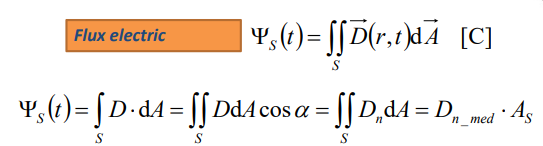 Flux electric
Ψ_S(t) = ∬_S D⃗(r,t)dA⃗ [C]
Ψ_S(t) = ∫_S D·dA = ∬_S DdA cos α = ∬_S D_n dA = D_n_med · A_S